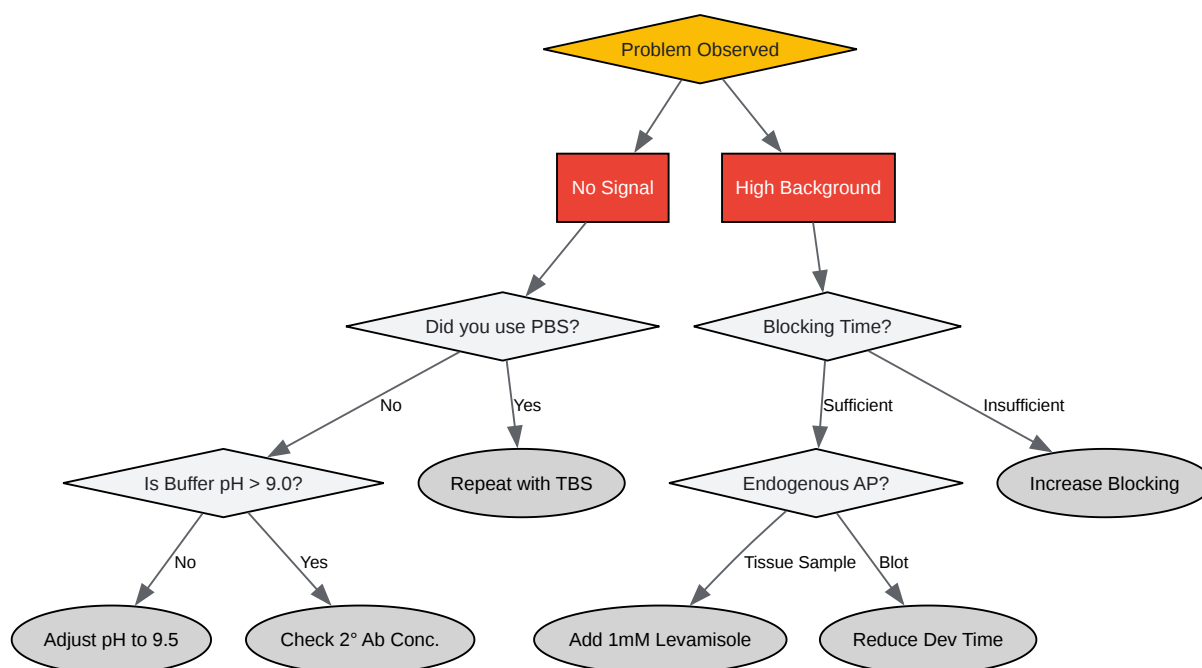 Problem Observed
No Signal
High Background
Did you use PBS?
Blocking Time?
No
Yes
Sufficient
Insufficient
Is Buffer pH > 9.0?
Repeat with TBS
Endogenous AP?
Increase Blocking
No
Yes
Tissue Sample
Blot
Adjust pH to 9.5
Check 2° Ab Conc.
Add 1mM Levamisole
Reduce Dev Time